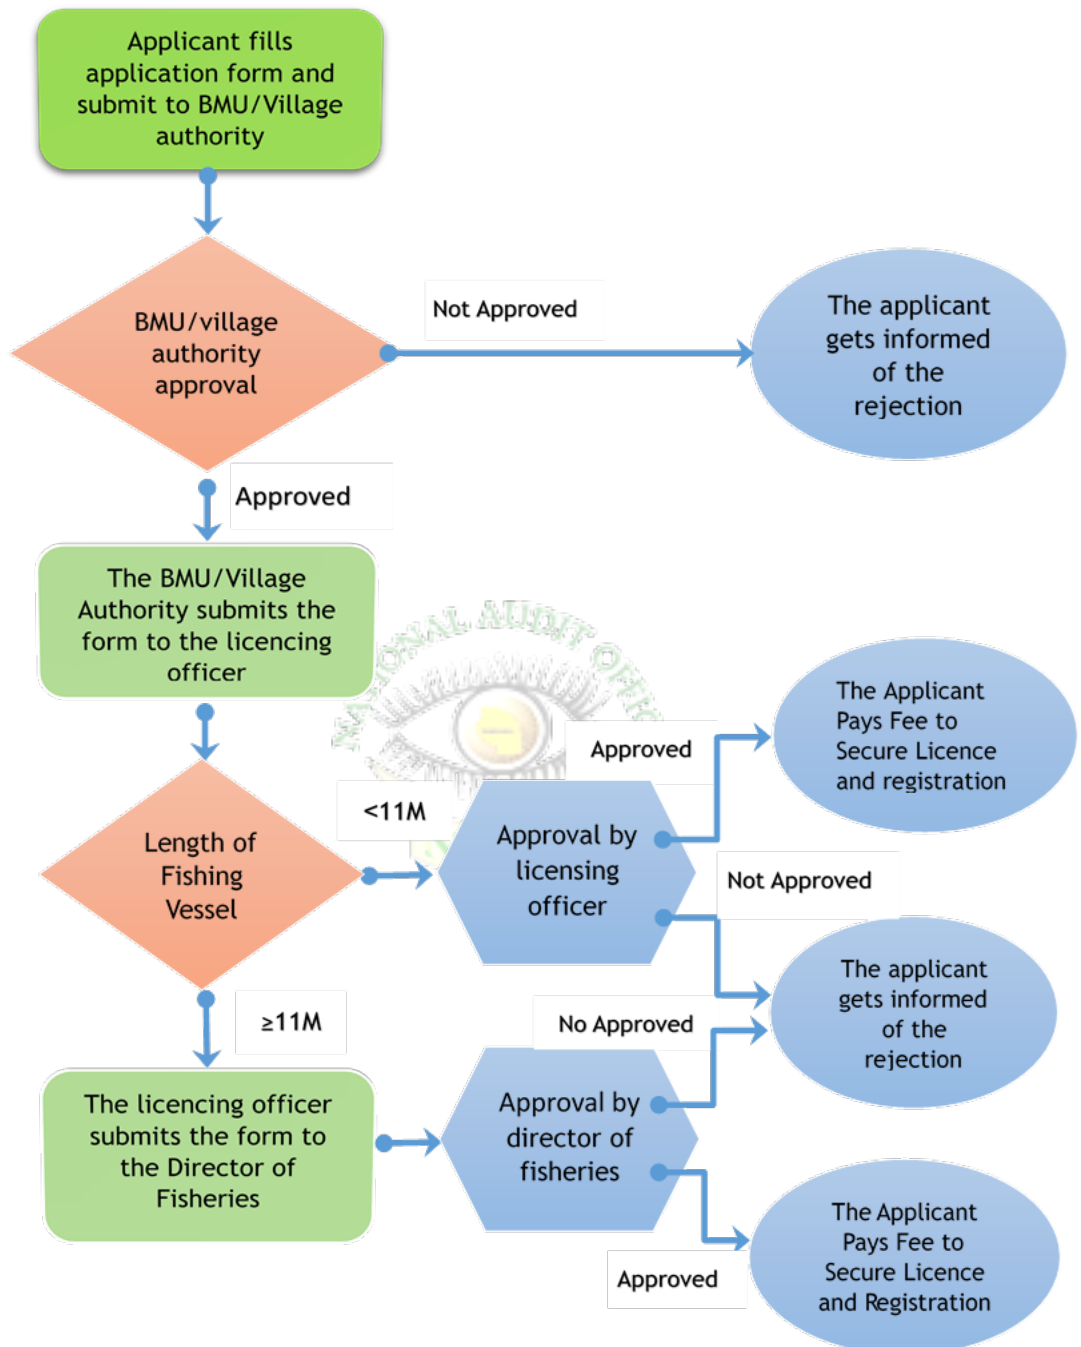 Applicant fills
application form and
submit to BMU/Village
authority
BMU/village
authority
approval
Not Approved
The applicant
gets informed
of the
rejection
Approved
The BMU/Village
Authority submits the
form to the licencing
officer
NATIONAL AUDIT OFFIC
Length of
Fishing
Vessel
<11M
Approval by
licensing
officer
Approved
The Applicant
Pays Fee to
Secure Licence
and registration
Not Approved
The applicant
gets informed
of the
rejection
≥11M
The licencing officer
submits the form to
the Director of
Fisheries
Approval by
director of
fisheries
No Approved
Approved
The Applicant
Pays Fee to
Secure Licence
and Registration